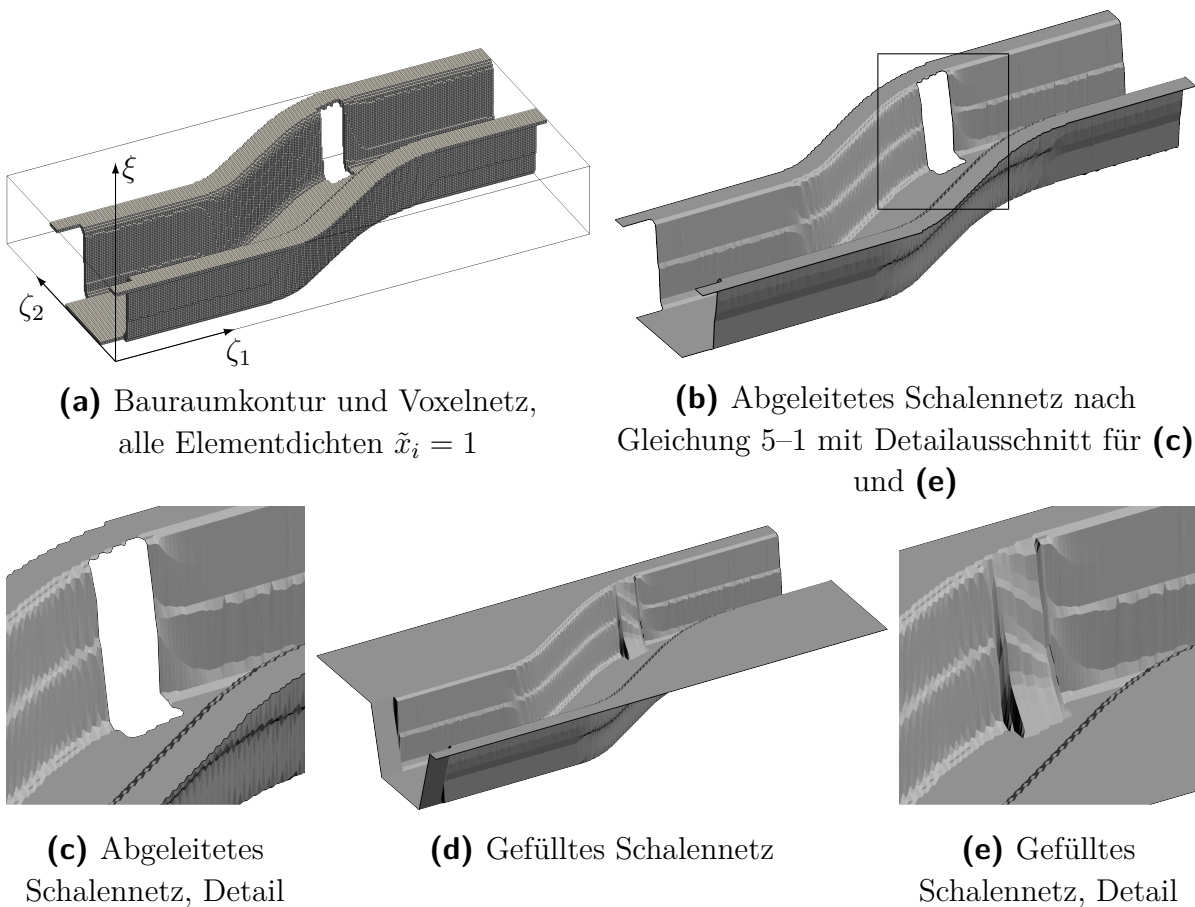 ξ
ζ₂
ζ₁
(a) Bauraumkontur und Voxelnetz,
alle Elementdichten x̃ᵢ = 1
(b) Abgeleitetes Schalennetz nach
Gleichung 5–1 mit Detailausschnitt für (c)
und (e)
(c) Abgeleitetes
Schalennetz, Detail
(d) Gefülltes Schalennetz
(e) Gefülltes
Schalennetz, Detail